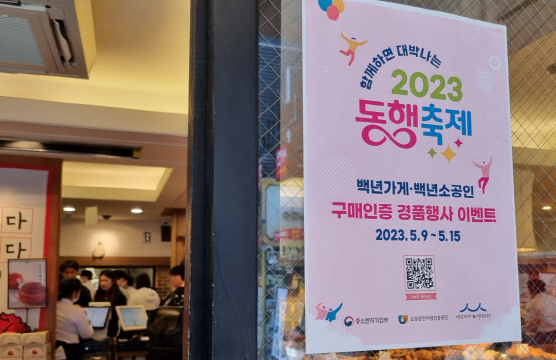 함께하면 대박나는
2023
동행축제
백년가게·백년소공인
구매인증 경품행사 이벤트
2023. 5. 9 ~ 5. 15
중소벤처기업부
소상공인시장진흥공단
다
다